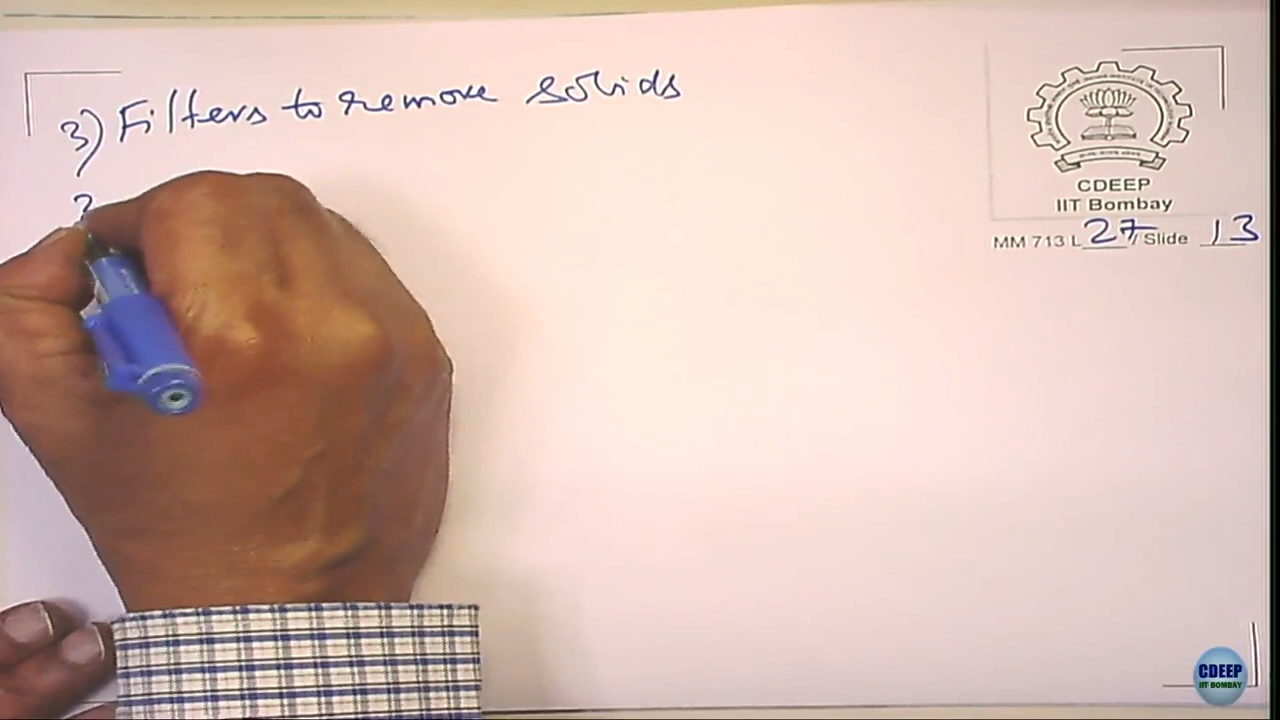 3) Filters to remove solids
CDEEP
IIT Bombay
MM 713 L 27 / Slide 13
CDEEP
IIT BOMBAY